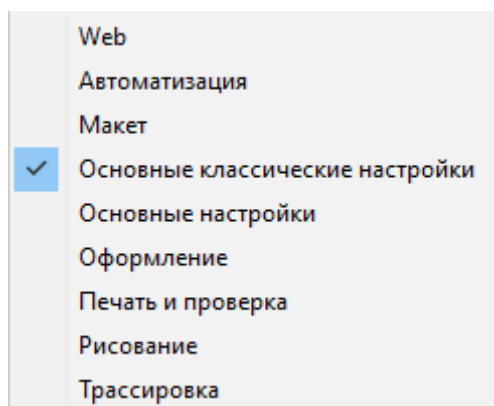 Web
Автоматизация
Макет
Основные классические настройки
Основные настройки
Оформление
Печать и проверка
Рисование
Трассировка